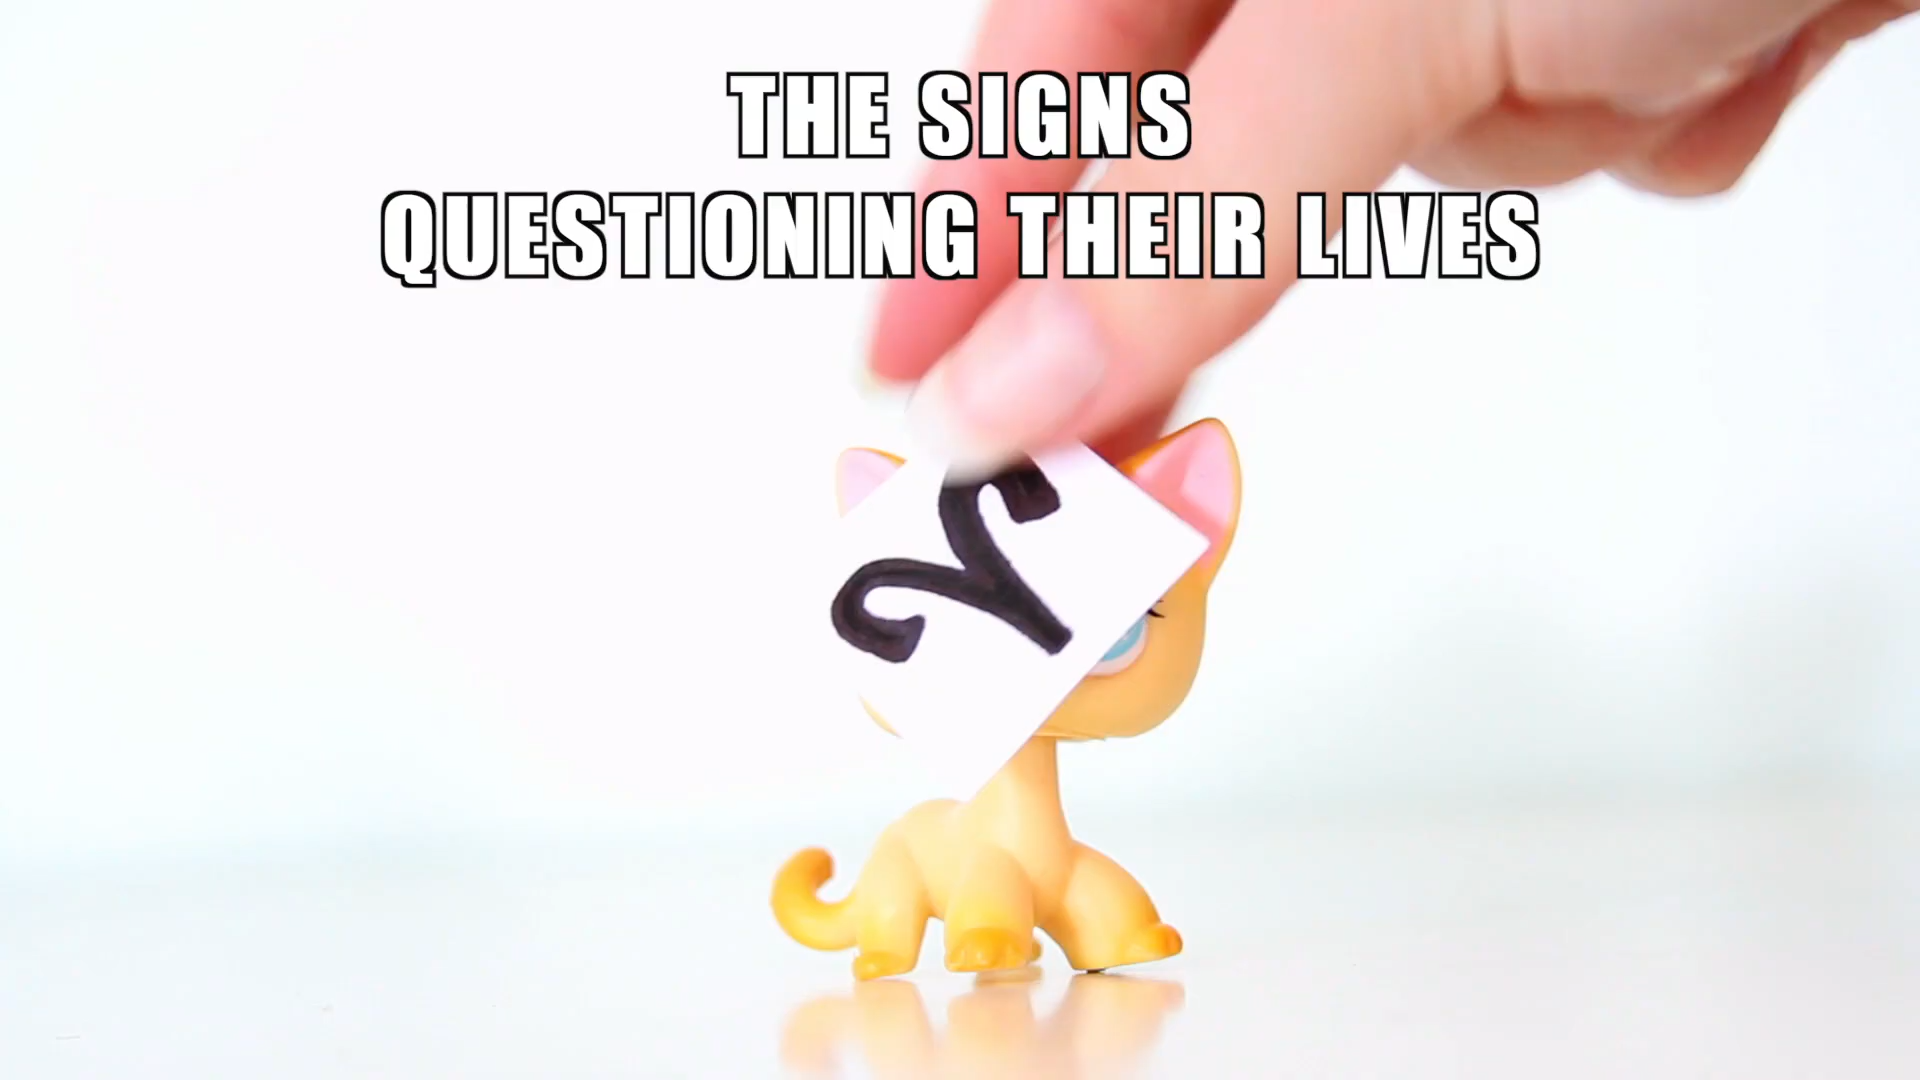 THE SIGNS
QUESTIONING THEIR LIVES
♈